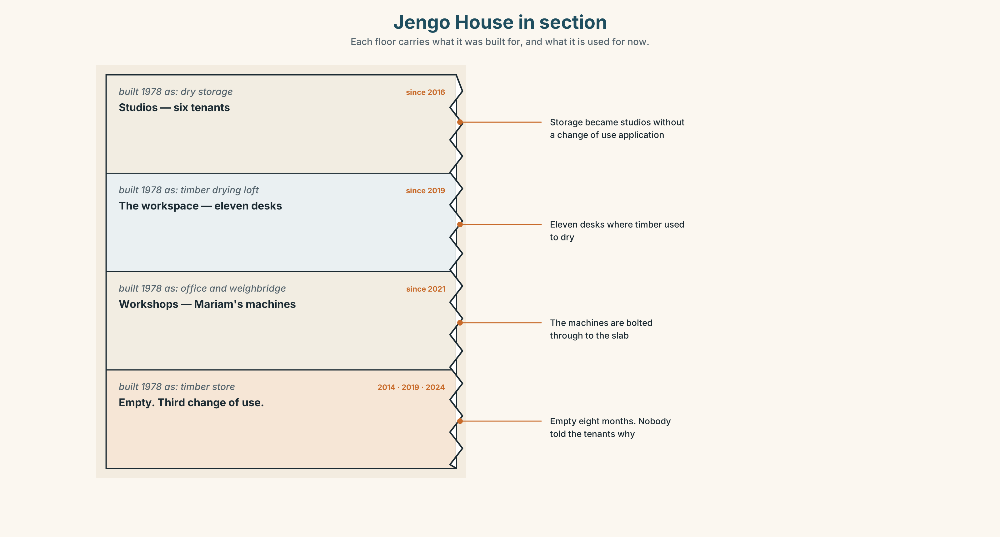 Jengo House in section
Each floor carries what it was built for, and what it is used for now.
built 1978 as: dry storage
since 2016
Studios — six tenants
Storage became studios without
a change of use application
built 1978 as: timber drying loft
since 2019
The workspace — eleven desks
Eleven desks where timber used
to dry
built 1978 as: office and weighbridge
since 2021
Workshops — Mariam's machines
The machines are bolted
through to the slab
built 1978 as: timber store
2014 · 2019 · 2024
Empty. Third change of use.
Empty eight months. Nobody
told the tenants why